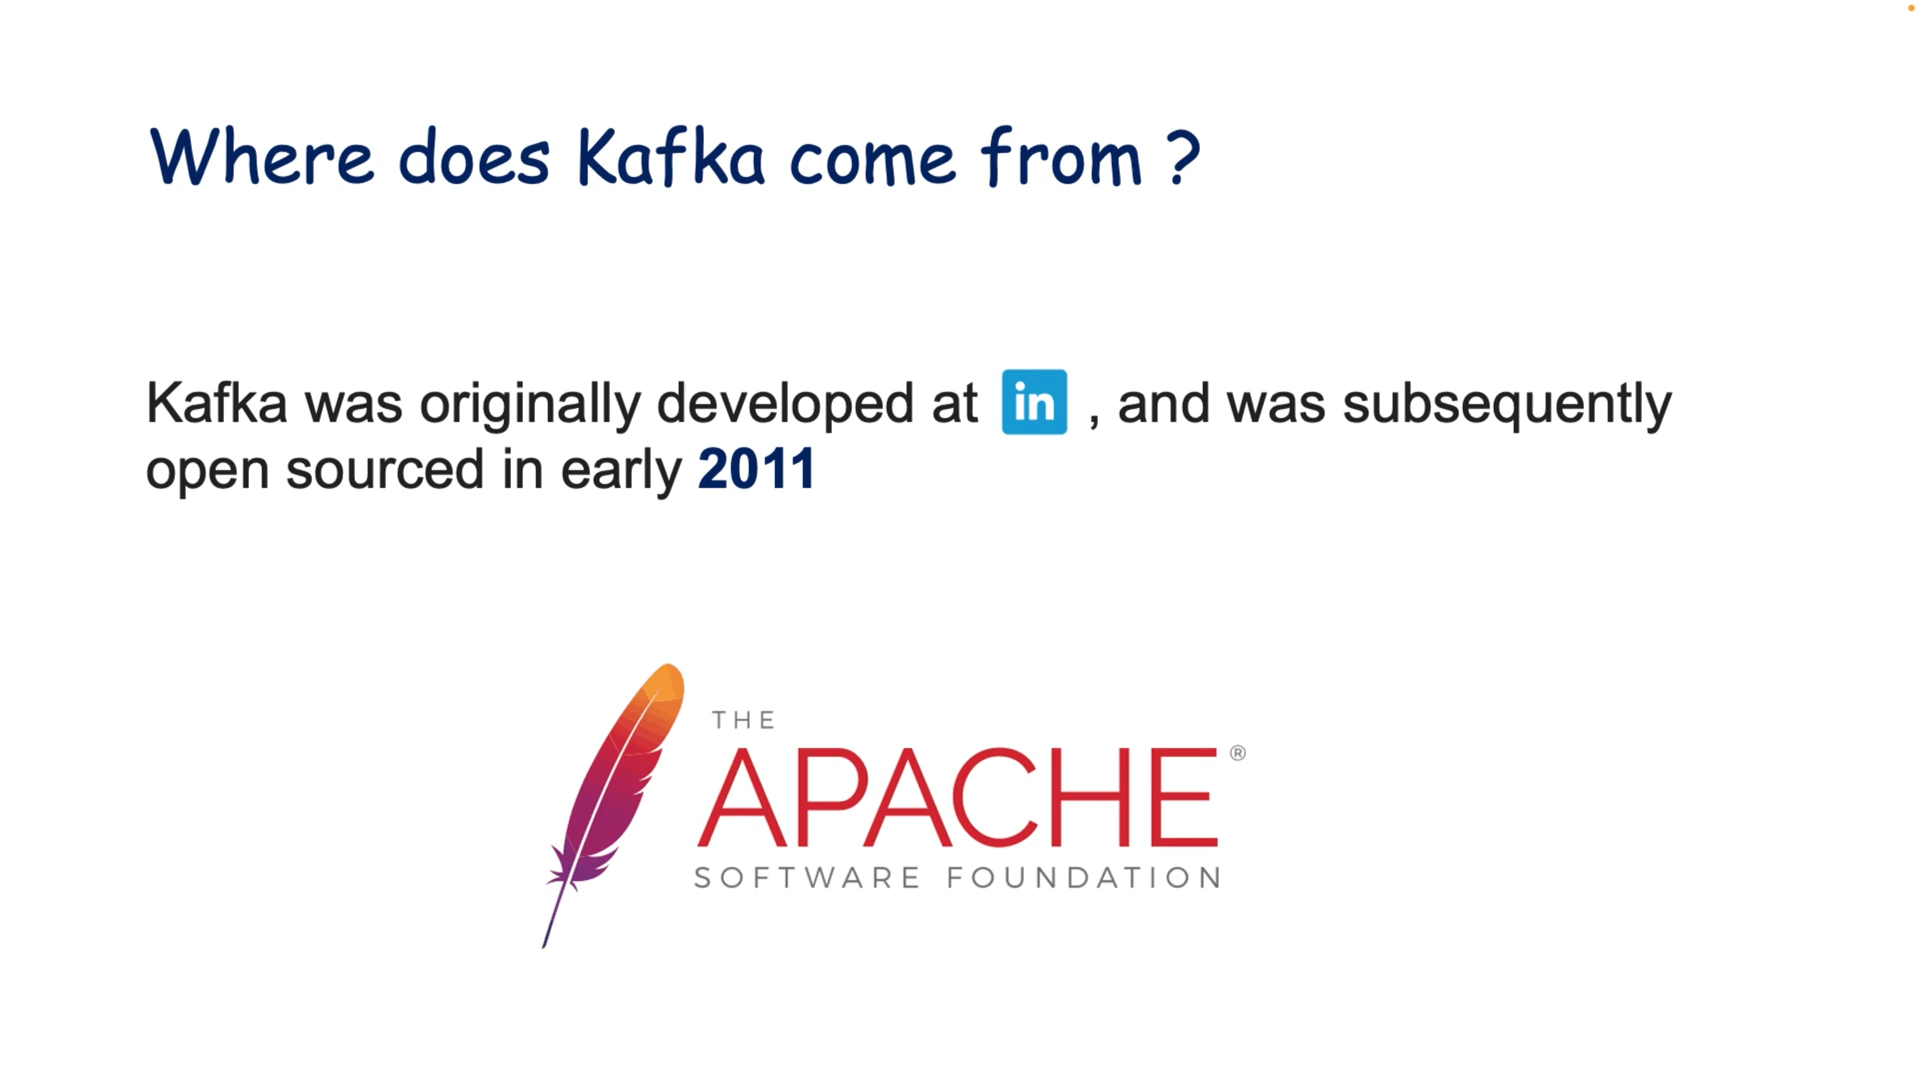 Where does Kafka come from ?
Kafka was originally developed at in , and was subsequently
open sourced in early 2011
THE
APACHE®
SOFTWARE FOUNDATION